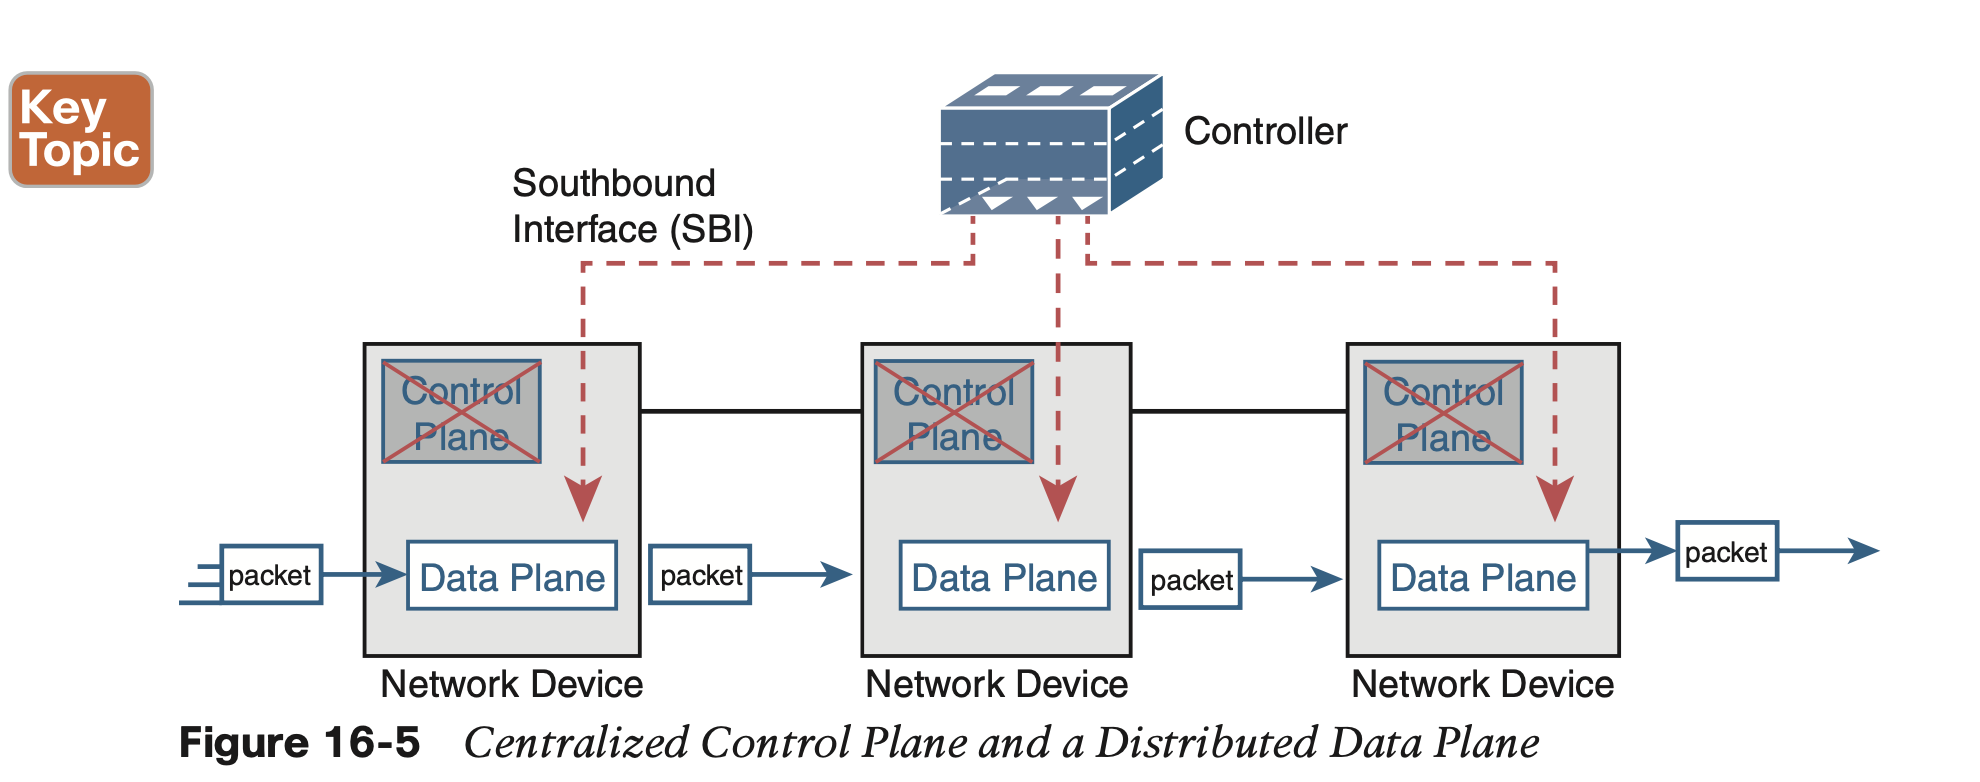 Key
Topic
Controller
Southbound
Interface (SBI)
Control
Plane
Control
Plane
Control
Plane
packet
Data Plane
packet
Data Plane
packet
Data Plane
packet
Network Device
Network Device
Network Device
Figure 16-5 Centralized Control Plane and a Distributed Data Plane